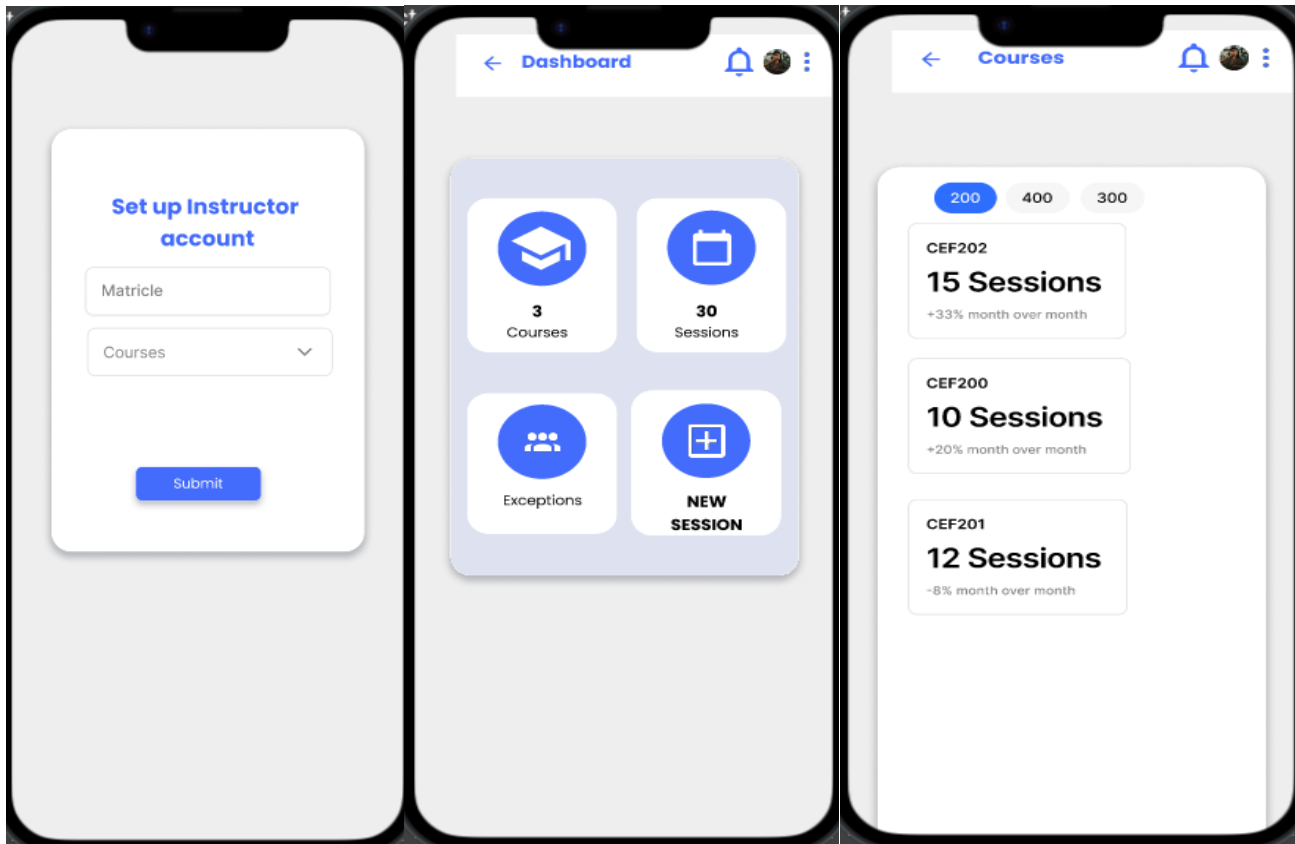 Set up Instructor
account
Matricle
Courses
Submit
Dashboard
3
Courses
30
Sessions
Exceptions
NEW
SESSION
Courses
200 400 300
CEF202
15 Sessions
+33% month over month
CEF200
10 Sessions
+20% month over month
CEF201
12 Sessions
-8% month over month